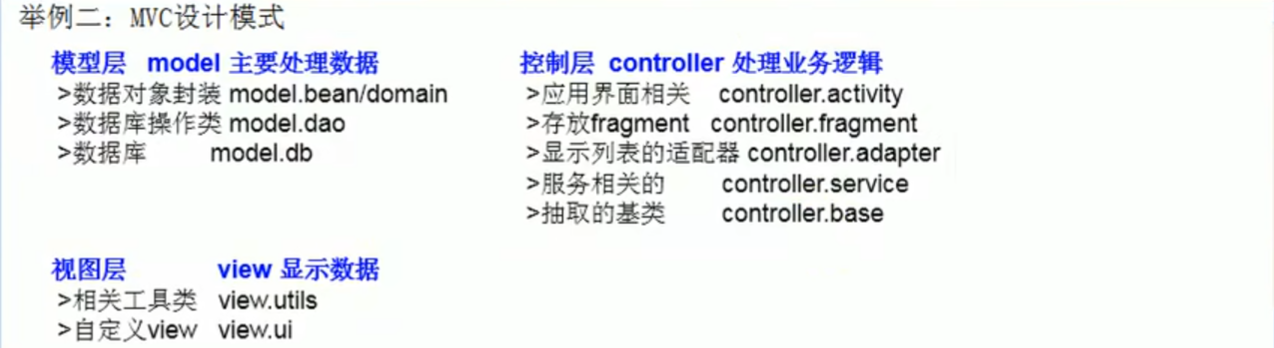 举例二：MVC设计模式
模型层 model 主要处理数据
>数据对象封装 model.bean/domain
>数据库操作类 model.dao
>数据库 model.db
控制层 controller 处理业务逻辑
>应用界面相关 controller.activity
>存放fragment controller.fragment
>显示列表的适配器 controller.adapter
>服务相关的 controller.service
>抽取的基类 controller.base
视图层 view 显示数据
>相关工具类 view.utils
>自定义view view.ui